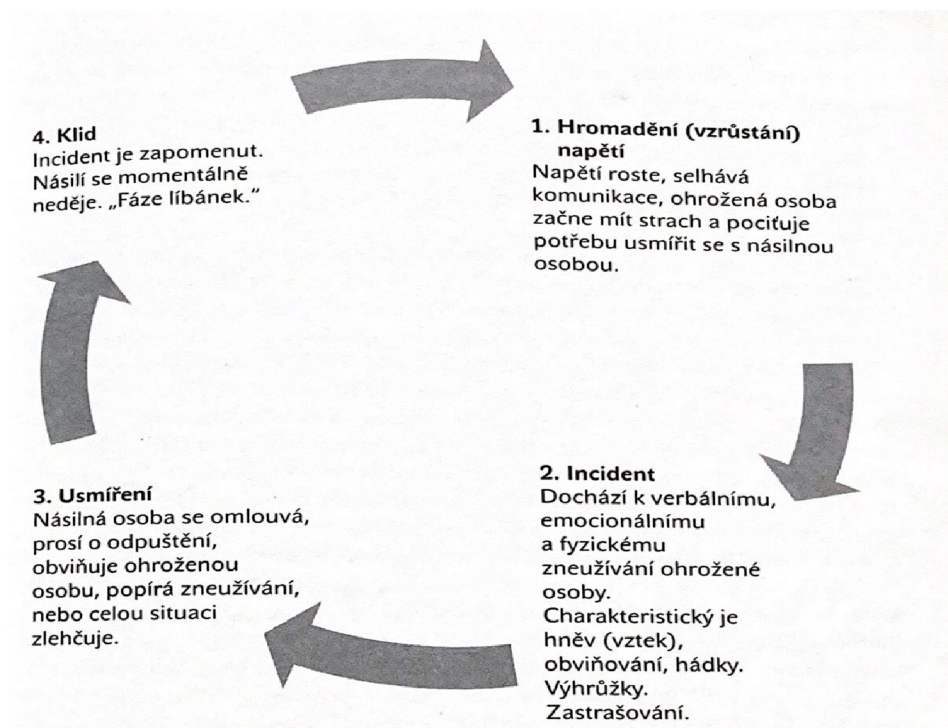 1. Hromadění (vzrůstání)
napětí
Napětí roste, selhává
komunikace, ohrožená osoba
začne mít strach a pociťuje
potřebu usmířit se s násilnou
osobou.
2. Incident
Dochází k verbálnímu,
emocionálnímu
a fyzickému
zneužívání ohrožené
osoby.
Charakteristický je
hněv (vztek),
obviňování, hádky.
Výhrůžky.
Zastrašování.
3. Usmíření
Násilná osoba se omlouvá,
prosí o odpuštění,
obviňuje ohroženou
osobu, popírá zneužívání,
nebo celou situaci
zlehčuje.
4. Klid
Incident je zapomenut.
Násilí se momentálně
neděje. „Fáze líbánek.“